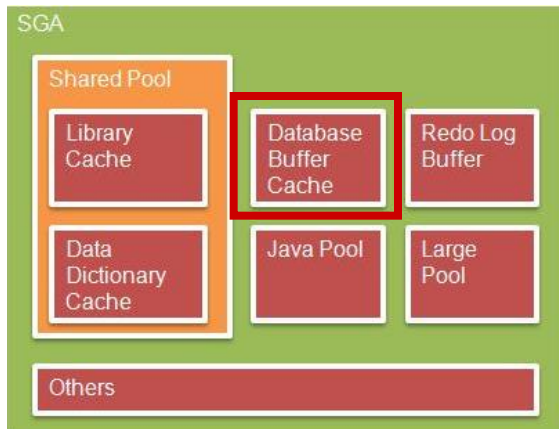 SGA
Shared Pool
Library
Cache
Database
Buffer
Cache
Redo Log
Buffer
Data
Dictionary
Cache
Java Pool
Large
Pool
Others